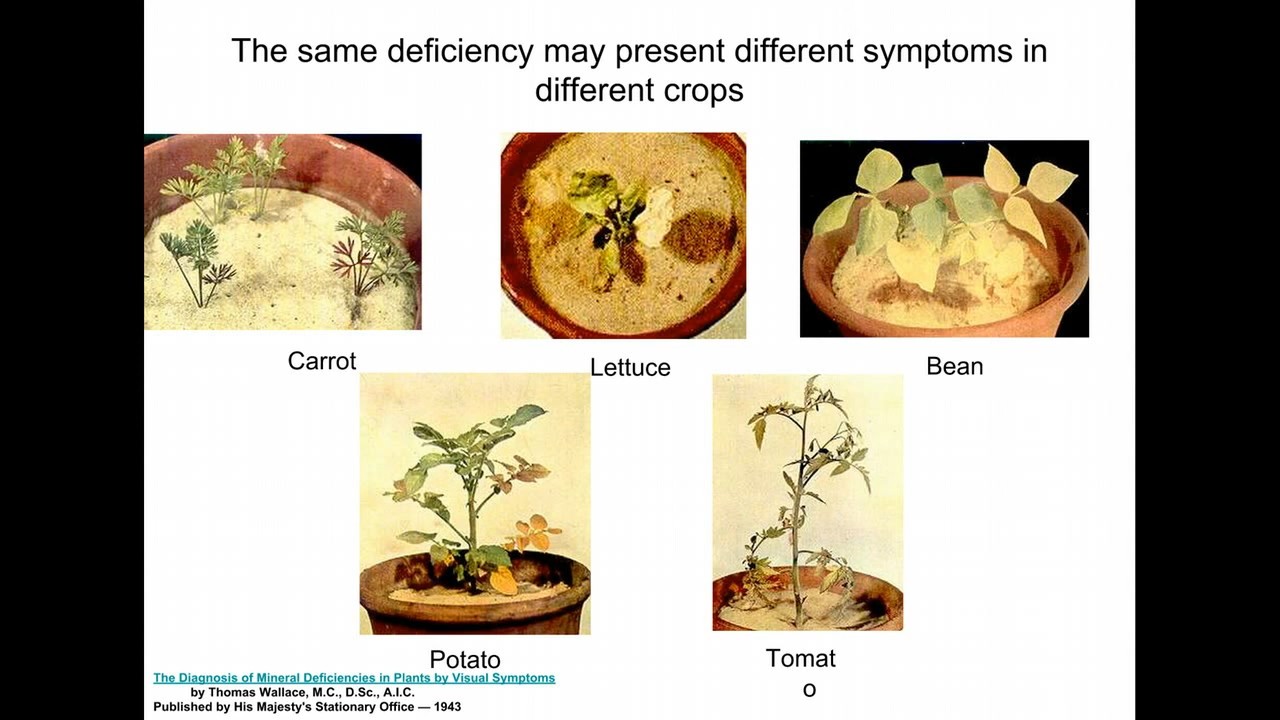 The same deficiency may present different symptoms in
different crops
Carrot
Lettuce
Bean
Potato
Tomat
o
The Diagnosis of Mineral Deficiencies in Plants by Visual Symptoms
by Thomas Wallace, M.C., D.Sc., A.I.C.
Published by His Majesty's Stationary Office — 1943